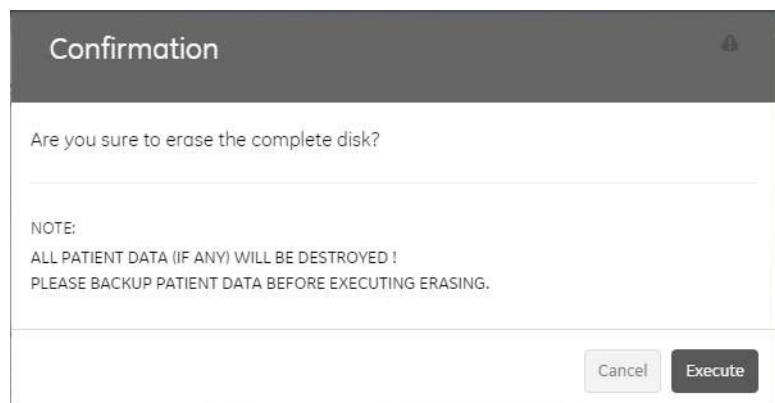 Confirmation
Are you sure to erase the complete disk?
NOTE:
ALL PATIENT DATA (IF ANY) WILL BE DESTROYED !
PLEASE BACKUP PATIENT DATA BEFORE EXECUTING ERASING.
Cancel Execute